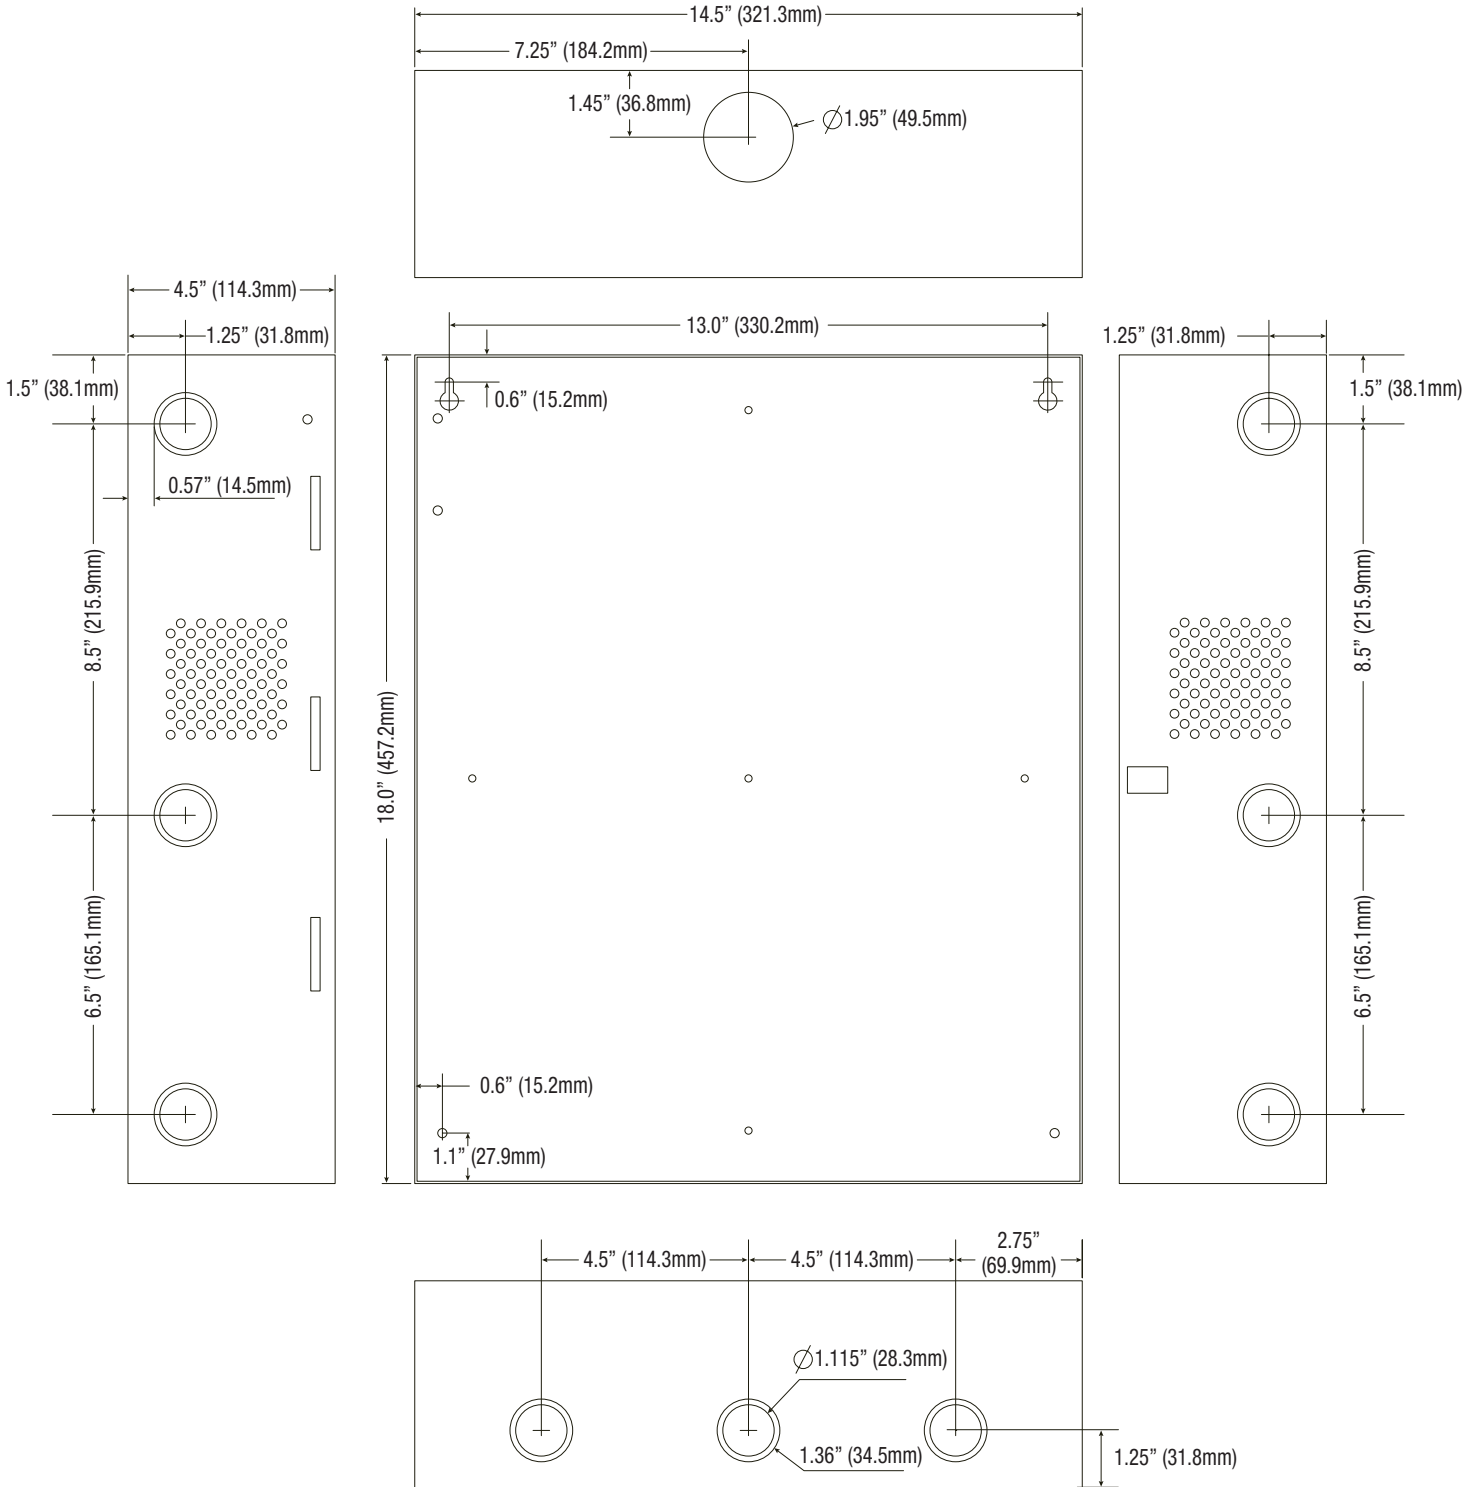 14.5” (321.3mm)
7.25” (184.2mm)
1.45” (36.8mm)
∅1.95” (49.5mm)
4.5” (114.3mm)
1.25” (31.8mm)
13.0” (330.2mm)
1.25” (31.8mm)
1.5” (38.1mm)
0.6” (15.2mm)
1.5” (38.1mm)
0.57” (14.5mm)
8.5” (215.9mm)
18.0” (457.2mm)
8.5” (215.9mm)
6.5” (165.1mm)
6.5” (165.1mm)
0.6” (15.2mm)
1.1” (27.9mm)
4.5” (114.3mm)
4.5” (114.3mm)
2.75”
(69.9mm)
∅1.115” (28.3mm)
1.36” (34.5mm)
1.25” (31.8mm)